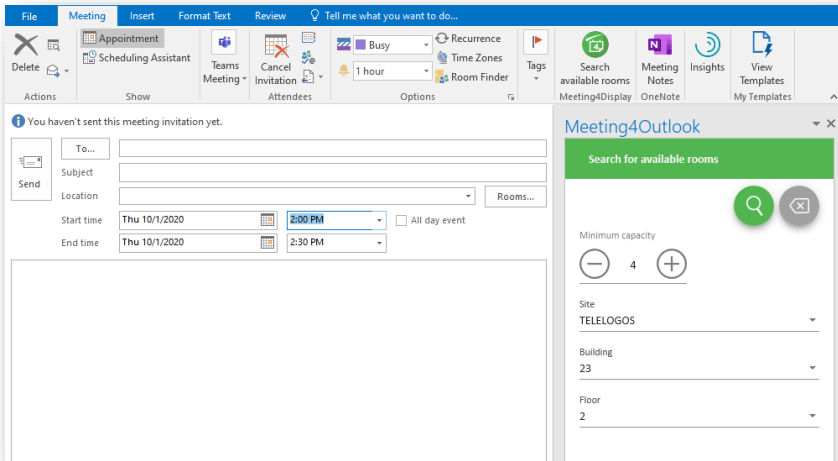 File Meeting Insert Format Text Review Tell me what you want to do...
Delete
Actions
Appointment
Scheduling Assistant
Show
Teams
Meeting
Cancel
Invitation
Attendees
Busy
1 hour
Recurrence
Time Zones
Room Finder
Options
Tags
Search
available rooms
Meeting4Display
Meeting
Notes
OneNote
Insights
View
Templates
My Templates
You haven't sent this meeting invitation yet.
Send
To...
Subject
Location Rooms...
Start time Thu 10/1/2020 2:00 PM All day event
End time Thu 10/1/2020 2:30 PM
Meeting4Outlook
Search for available rooms
Minimum capacity
4
Site
TELELOGOS
Building
23
Floor
2